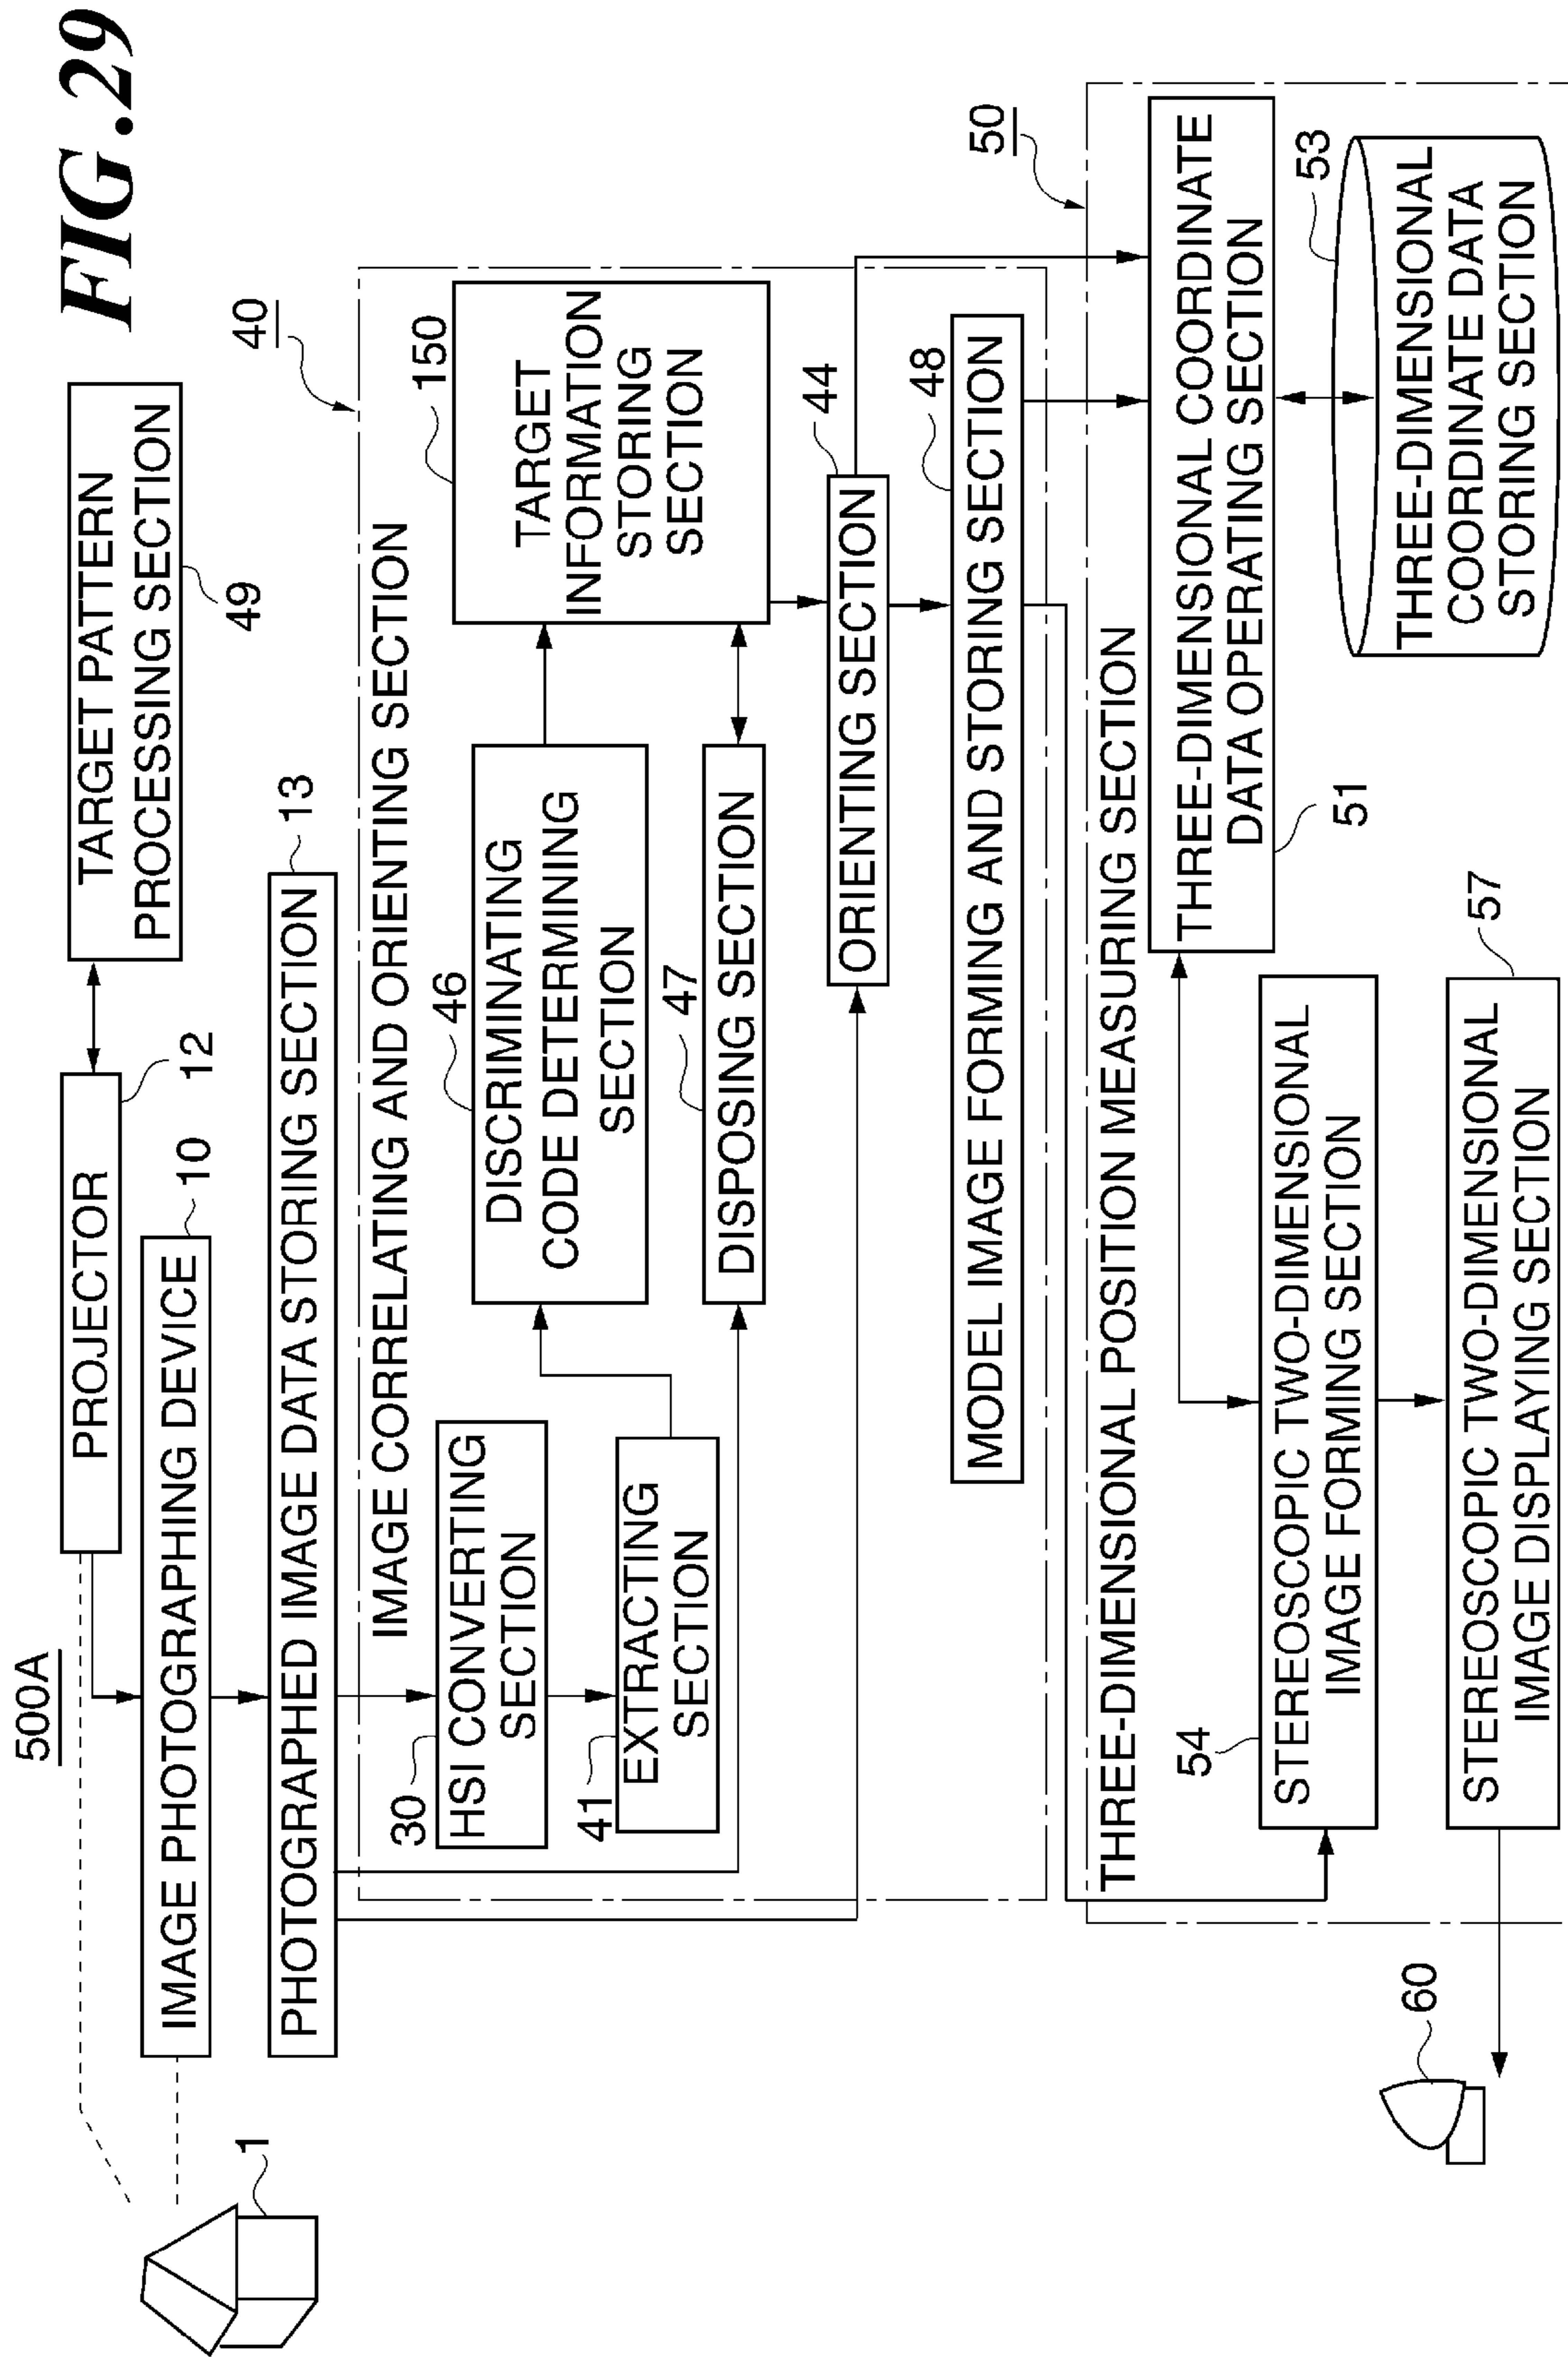 FIG.29
500A
PROJECTOR
12
TARGET PATTERN
PROCESSING SECTION
49
IMAGE PHOTOGRAPHING DEVICE
10
1
PHOTOGRAPHED IMAGE DATA STORING SECTION
13
40
IMAGE CORRELATING AND ORIENTING SECTION
30
HSI CONVERTING
SECTION
41
EXTRACTING
SECTION
46
DISCRIMINATING
CODE DETERMINING
SECTION
47
DISPOSING SECTION
150
TARGET
INFORMATION
STORING
SECTION
44
ORIENTING SECTION
48
MODEL IMAGE FORMING AND STORING SECTION
50
THREE-DIMENSIONAL POSITION MEASURING SECTION
THREE-DIMENSIONAL COORDINATE
DATA OPERATING SECTION
51
53
THREE-DIMENSIONAL
COORDINATE DATA
STORING SECTION
54
STEREOSCOPIC TWO-DIMENSIONAL
IMAGE FORMING SECTION
57
STEREOSCOPIC TWO-DIMENSIONAL
IMAGE DISPLAYING SECTION
60